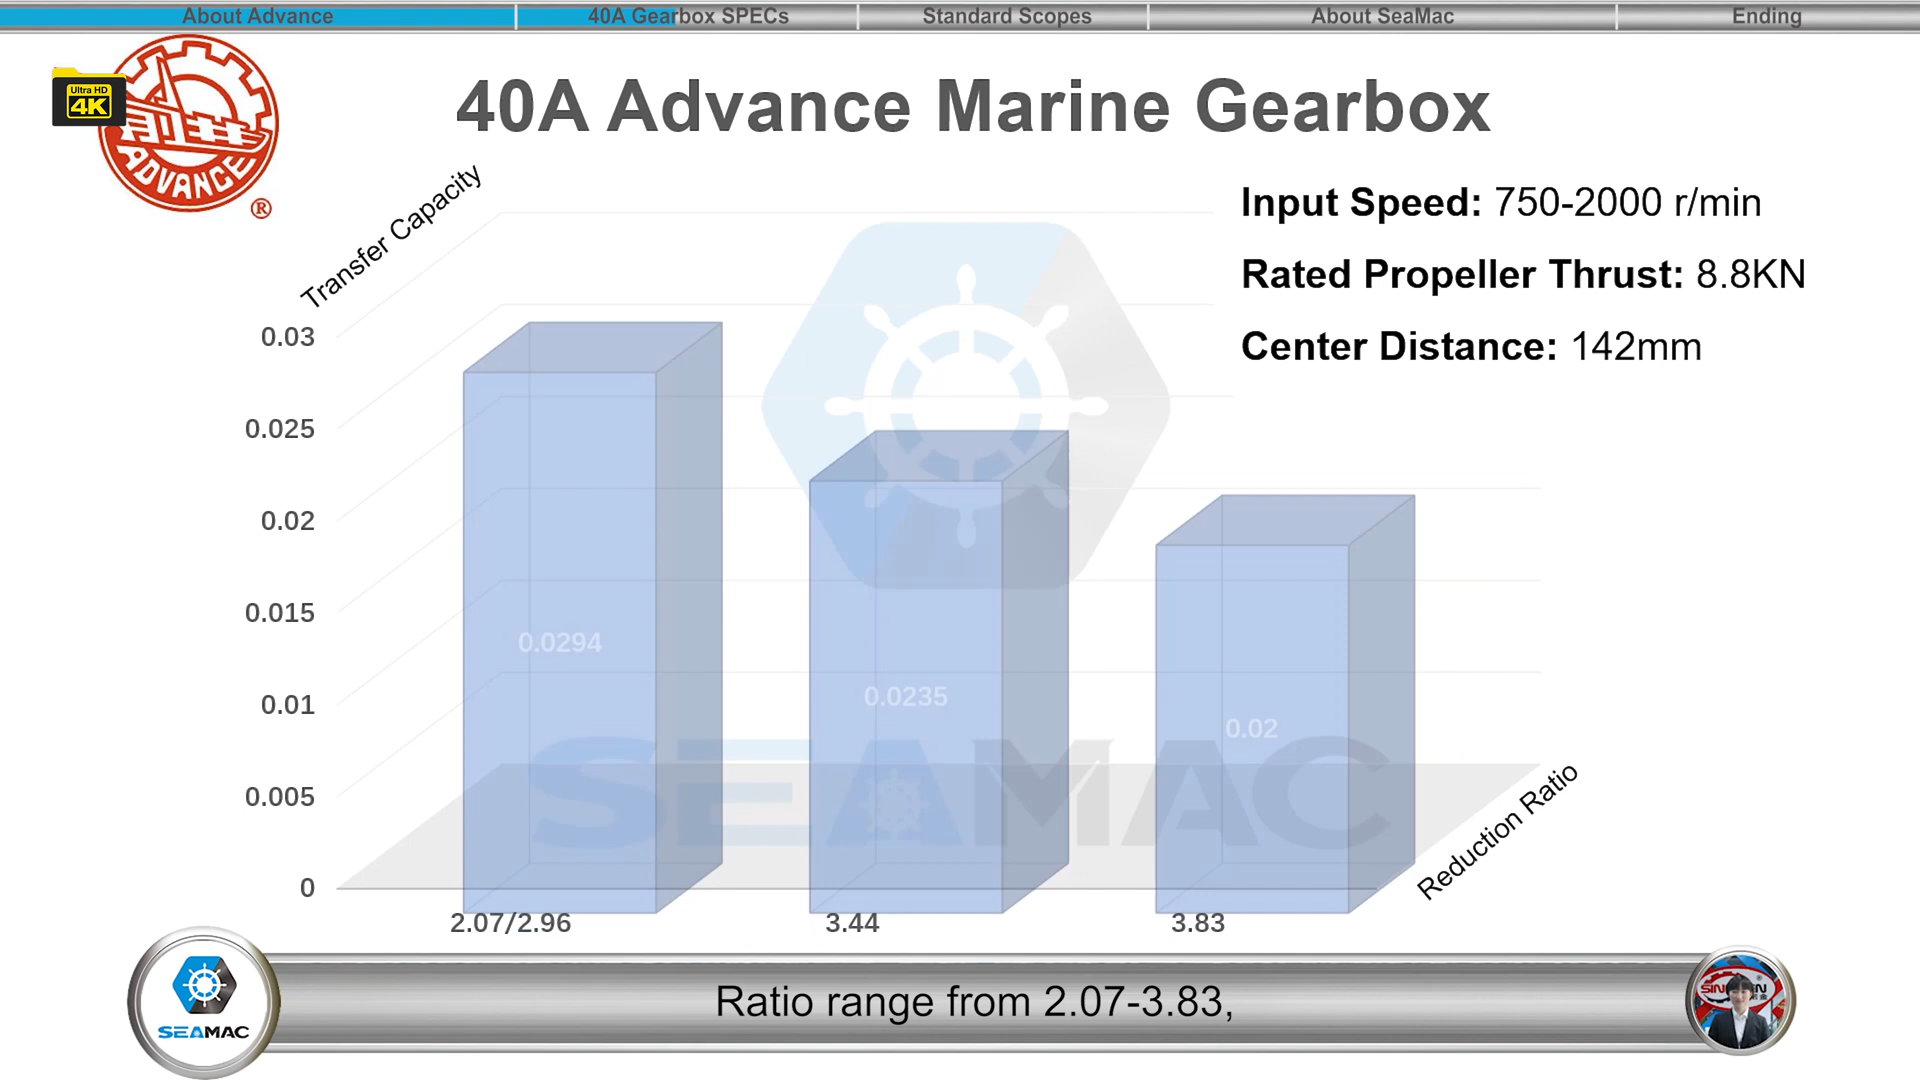 About Advance
40A Gearbox SPECs
Standard Scopes
About SeaMac
Ending
Ultra HD
4K
ADVANCE
®
40A Advance Marine Gearbox
Input Speed: 750-2000 r/min
Rated Propeller Thrust: 8.8KN
Center Distance: 142mm
Transfer Capacity
0.03
0.025
0.02
0.015
0.01
0.005
0
0.0294
0.0235
0.02
SEAMAC
Reduction Ratio
2.07/2.96
3.44
3.83
SEAMAC
Ratio range from 2.07-3.83,